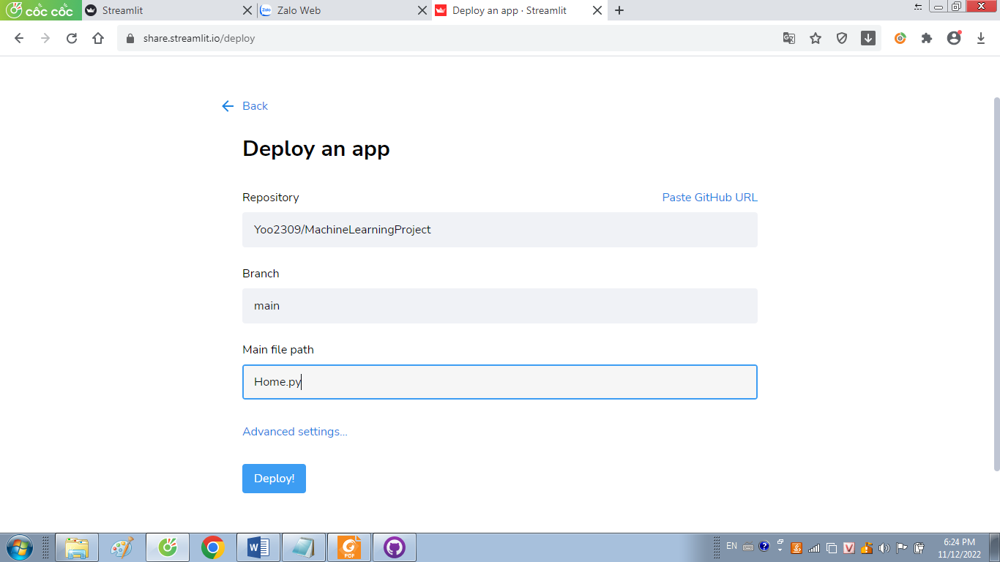 cốc cốc
Streamlit
Zalo Web
Deploy an app · Streamlit
share.streamlit.io/deploy
Back
Deploy an app
Repository
Paste GitHub URL
Yoo2309/MachineLearningProject
Branch
main
Main file path
Home.py
Advanced settings...
Deploy!
EN
6:24 PM
11/12/2022